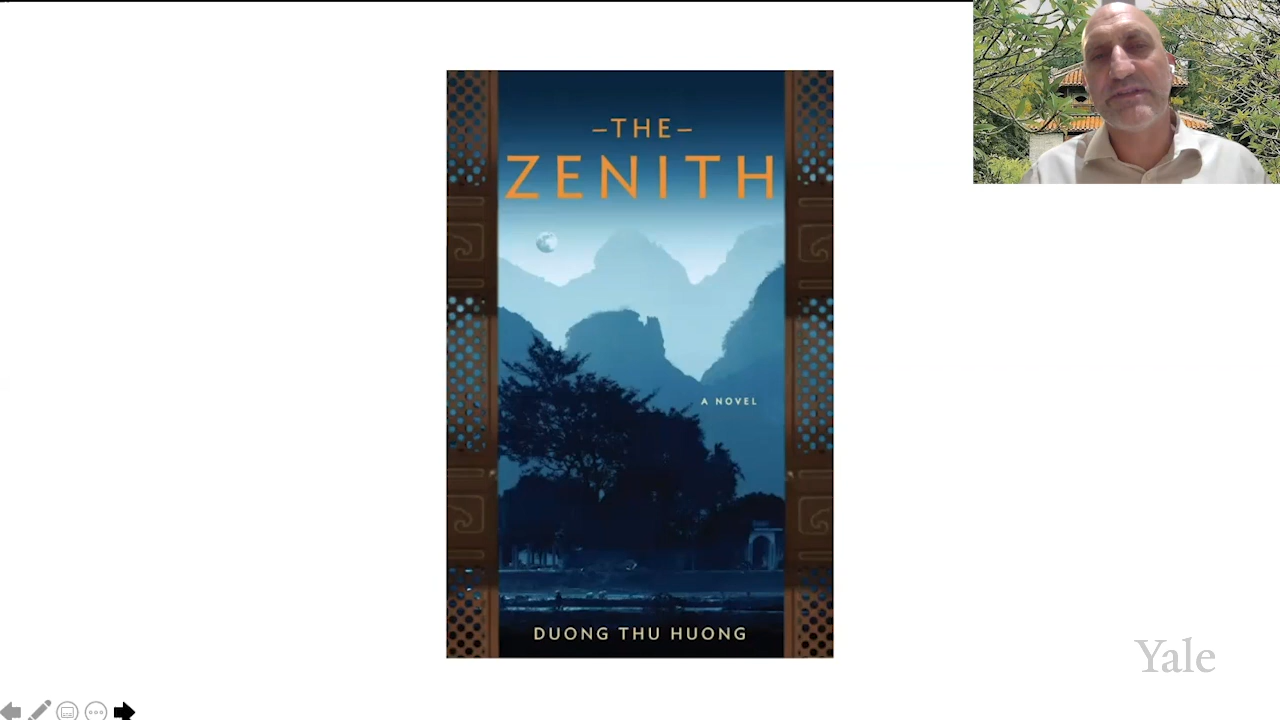 –THE–
ZENITH
A NOVEL
DUONG THU HUONG
Yale